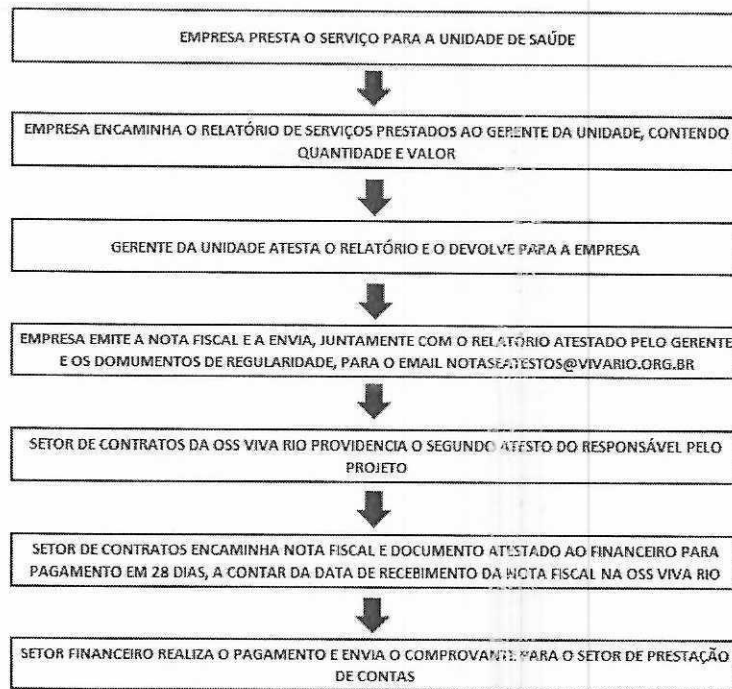 EMPRESA PRESTA O SERVIÇO PARA A UNIDADE DE SAÚDE
EMPRESA ENCAMINHA O RELATÓRIO DE SERVIÇOS PRESTADOS AO GERENTE DA UNIDADE, CONTENDO
QUANTIDADE E VALOR
GERENTE DA UNIDADE ATESTA O RELATÓRIO E O DEVOLVE PARA A EMPRESA
EMPRESA EMITE A NOTA FISCAL E A ENVIA, JUNTAMENTE COM O RELATÓRIO ATESTADO PELO GERENTE
E OS DOMUMENTOS DE REGULARIDADE, PARA O EMAIL NOTASEATESTOS@VIVARIO.ORG.BR
SETOR DE CONTRATOS DA OSS VIVA RIO PROVIDENCIA O SEGUNDO ATESTO DO RESPONSÁVEL PELO
PROJETO
SETOR DE CONTRATOS ENCAMINHA NOTA FISCAL E DOCUMENTO ATESTADO AO FINANCEIRO PARA
PAGAMENTO EM 28 DIAS, A CONTAR DA DATA DE RECEBIMENTO DA NOTA FISCAL NA OSS VIVA RIO
SETOR FINANCEIRO REALIZA O PAGAMENTO E ENVIA O COMPROVANTE PARA O SETOR DE PRESTAÇÃO
DE CONTAS